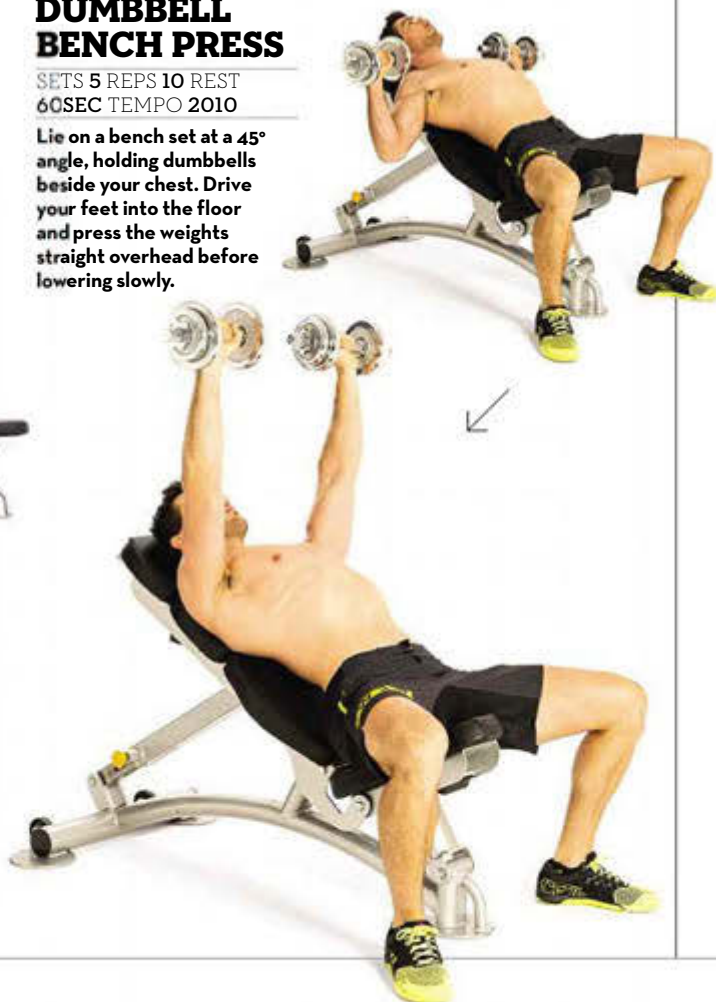 DUMBBELL
BENCH PRESS
SETS 5 REPS 10 REST
60SEC TEMPO 2010
Lie on a bench set at a 45°
angle, holding dumbbells
beside your chest. Drive
your feet into the floor
and press the weights
straight overhead before
lowering slowly.